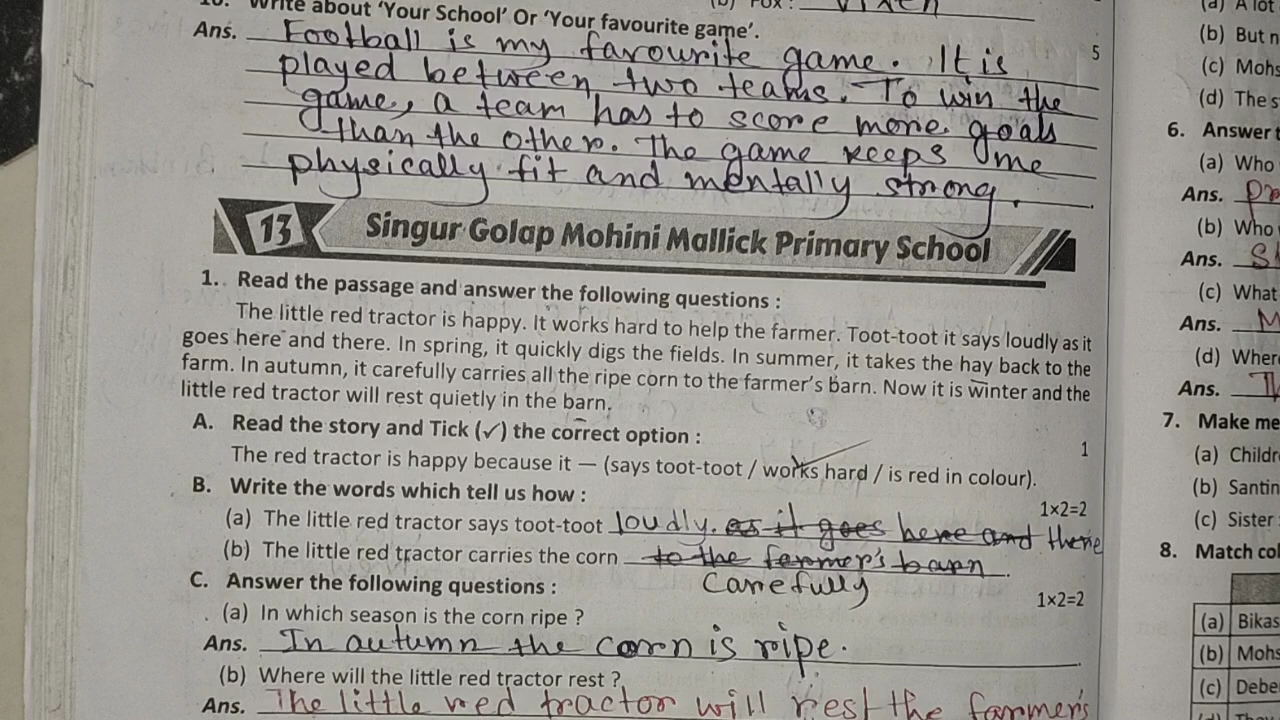 10. Write about 'Your School' Or 'Your favourite game'.
5
Ans. Football is my favourite game. It is
played between two teams. To win the
game, a team has to score more goals
than the other. The game keeps me
physically fit and mentally strong.
13 Singur Golap Mohini Mallick Primary School
1. Read the passage and answer the following questions :
The little red tractor is happy. It works hard to help the farmer. Toot-toot it says loudly as it
goes here and there. In spring, it quickly digs the fields. In summer, it takes the hay back to the
farm. In autumn, it carefully carries all the ripe corn to the farmer's barn. Now it is winter and the
little red tractor will rest quietly in the barn.
A. Read the story and Tick (✓) the correct option :
1
The red tractor is happy because it — (says toot-toot / works hard / is red in colour).
B. Write the words which tell us how :
1×2=2
(a) The little red tractor says toot-toot loudly. as it goes here and there
(b) The little red tractor carries the corn to the fermer's barn.
Carefully
C. Answer the following questions :
1×2=2
(a) In which season is the corn ripe ?
Ans. In autumn the corn is ripe.
(b) Where will the little red tractor rest ?
Ans. The little red tractor will rest the farmer's
(b) Fox : Vixen
(a) A lot
(b) But n
(c) Mohs
(d) The s
6. Answer t
(a) Who
Ans.
(b) Who
Ans.
(c) What
Ans. M
(d) Where
Ans.
7. Make me
(a) Childr
(b) Santin
(c) Sister
8. Match col
(a) Bikas
(b) Mohs
(c) Debe